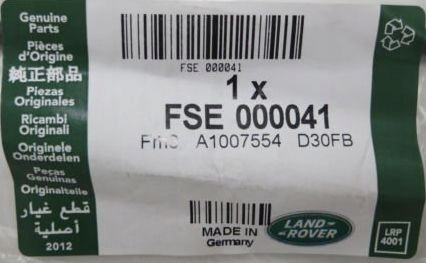 Genuine
Parts
Pièces
d'Origine
純正部品
Piezas
Originales
Ricambi
Originali
Originele
Onderdelen
Peças
Genuinas
Originalteile
قطع غيار
أصلية
2012
FSE 000041
1 x
FSE 000041
A1007554 D30FB
MADE IN
Germany
LAND-
-ROVER
LRP
4001